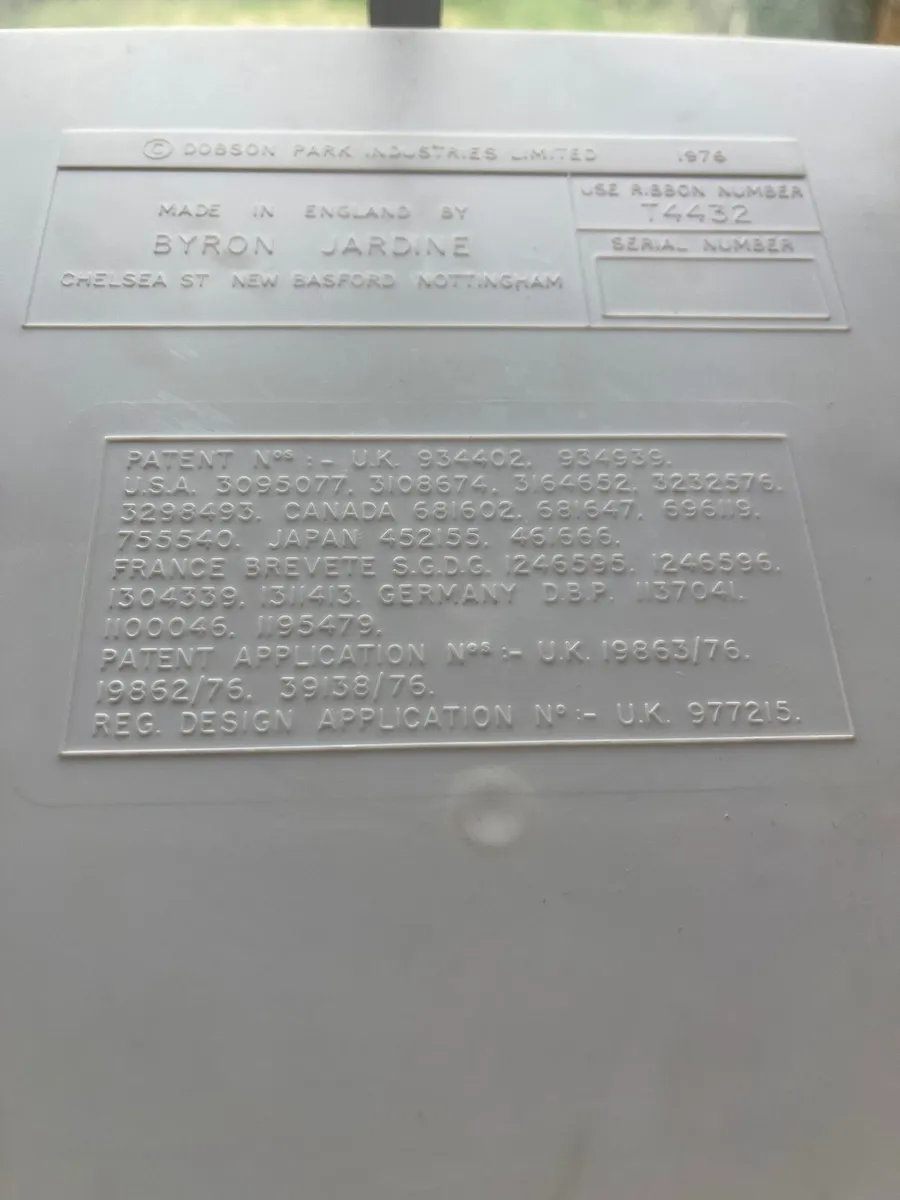 © DOBSON PARK INDUSTRIES LIMITED 1976
MADE IN ENGLAND BY
BYRON JARDINE
CHELSEA ST NEW BASFORD NOTTINGHAM
USE RIBBON NUMBER
T4432
SERIAL NUMBER
PATENT Nos :- U.K. 934402. 934939.
U.S.A. 3095077. 3108674. 3164652. 3232576.
3298493. CANADA 681602. 681647. 696119.
755540. JAPAN 452155. 461666.
FRANCE BREVETE S.G.D.G. 1246595. 1246596.
1304339. 1311413. GERMANY D.B.P. 1137041.
1100046. 1195479.
PATENT APPLICATION Nos :- U.K. 19863/76.
19862/76. 39138/76.
REG. DESIGN APPLICATION No :- U.K. 977215.